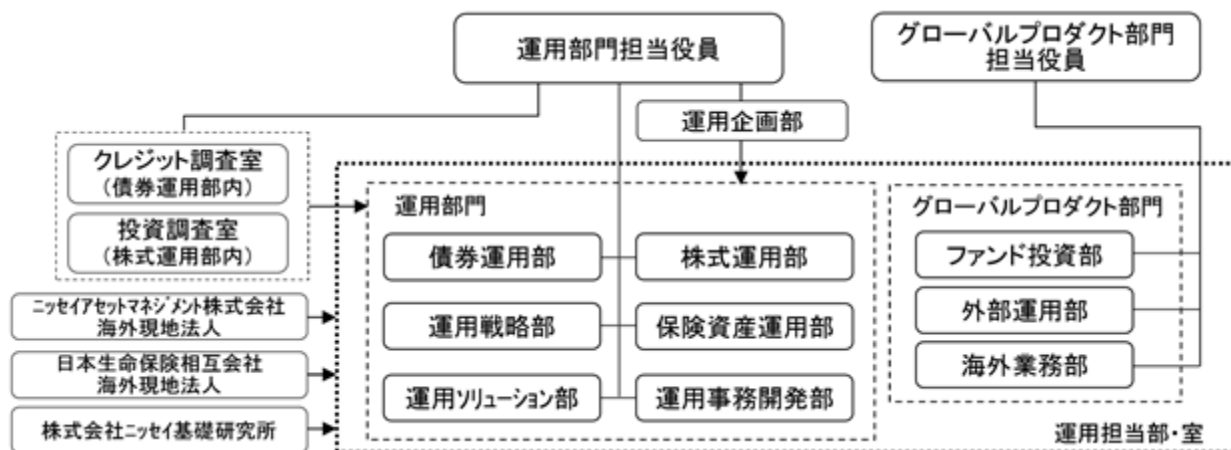 運用部門担当役員
グローバルプロダクト部門
担当役員
運用企画部
クレジット調査室
(債券運用部内)
投資調査室
(株式運用部内)
運用部門
債券運用部
株式運用部
運用戦略部
保険資産運用部
運用ソリューション部
運用事務開発部
グローバルプロダクト部門
ファンド投資部
外部運用部
海外業務部
ニッセイアセットマネジメント株式会社
海外現地法人
日本生命保険相互会社
海外現地法人
株式会社ニッセイ基礎研究所
運用担当部・室